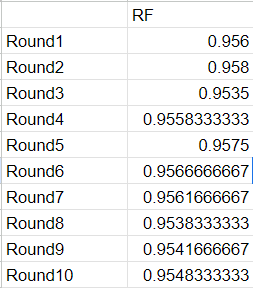 RF
Round1 0.956
Round2 0.958
Round3 0.9535
Round4 0.9558333333
Round5 0.9575
Round6 0.9566666667
Round7 0.9561666667
Round8 0.9538333333
Round9 0.9541666667
Round10 0.9548333333